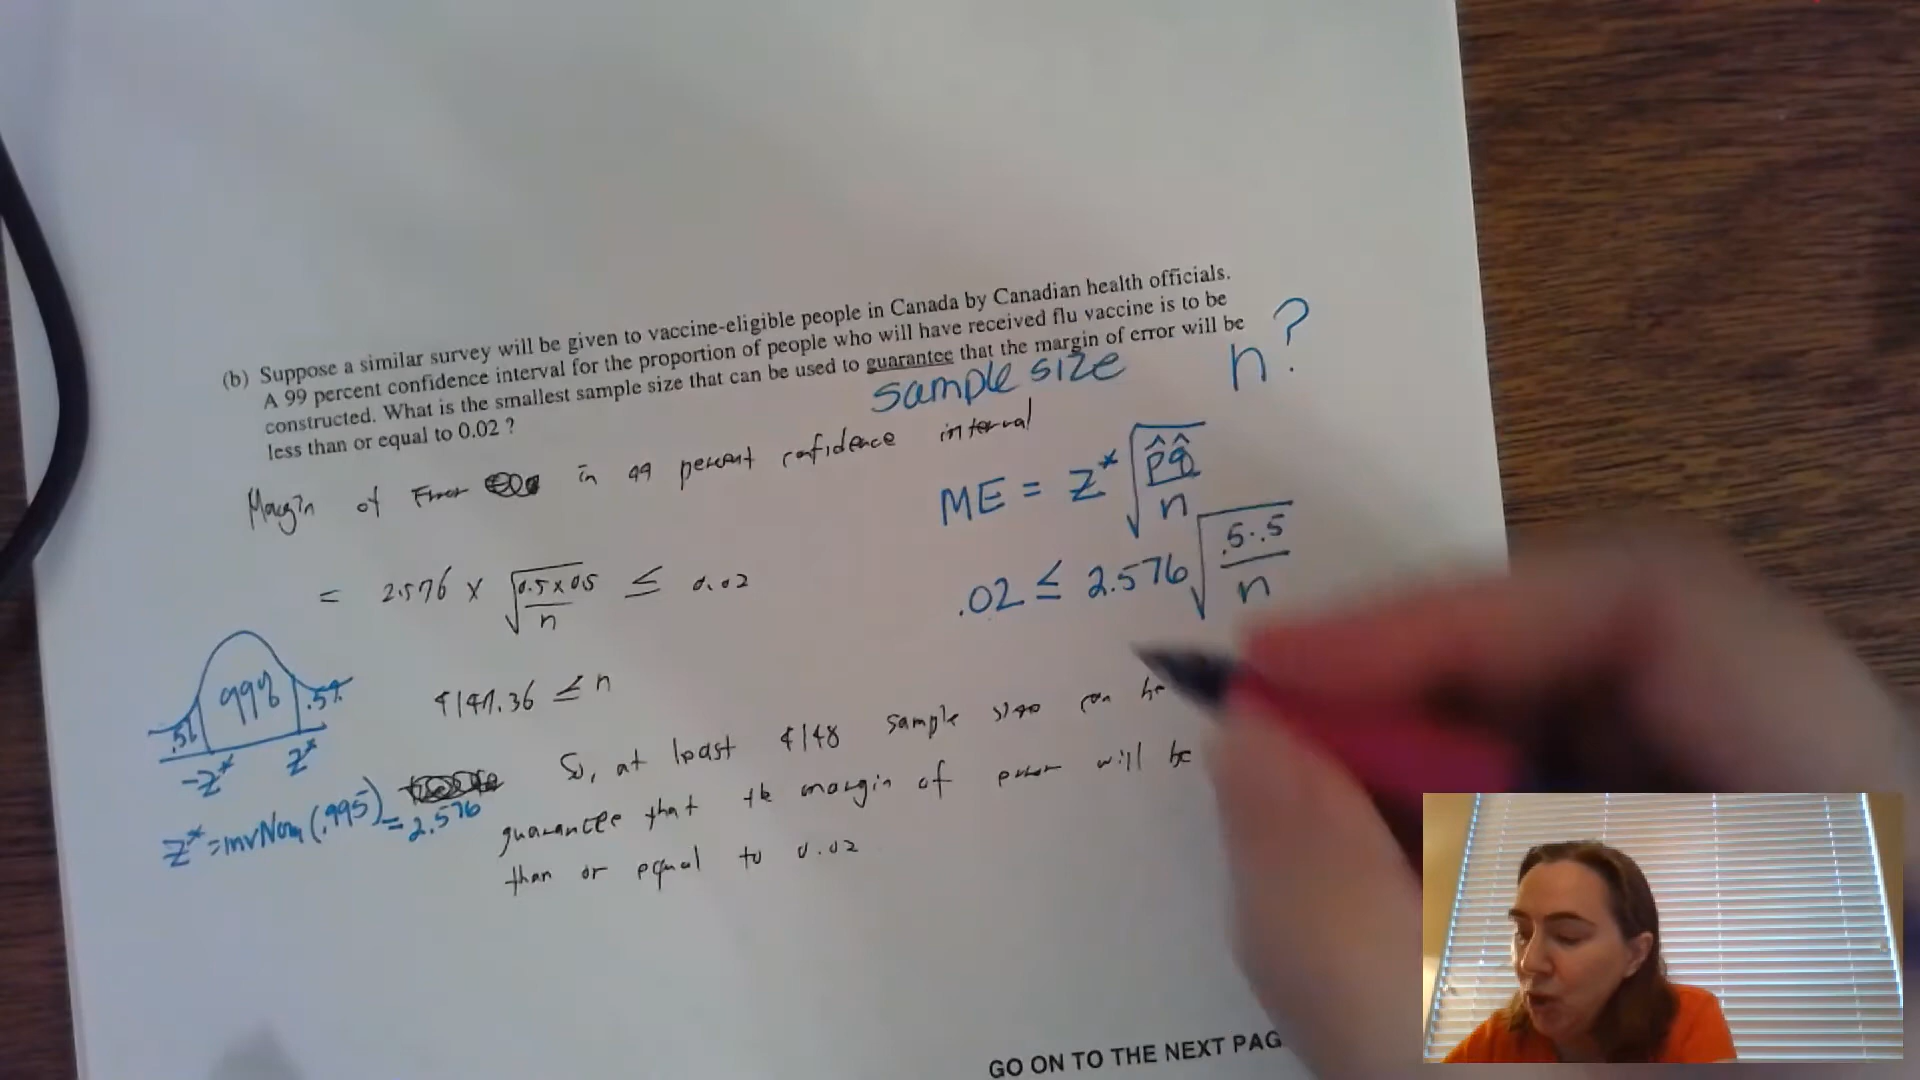 (b) Suppose a similar survey will be given to vaccine-eligible people in Canada by Canadian health officials.
A 99 percent confidence interval for the proportion of people who will have received flu vaccine is to be
constructed. What is the smallest sample size that can be used to guarantee that the margin of error will be
less than or equal to 0.02 ?
sample size
n?
Margin of Error in 99 percent confidence interval
ME = z* √(p̂q̂/n)
= 2.576 × √(0.5×0.5/n) ≤ 0.02
.02 ≤ 2.576 √(.5·.5/n)
99%
.5%
.5%
-z*
z*
4147.36 ≤ n
So, at least 4148 sample size can be
guarantee that the margin of error will be
than or equal to 0.02
z* = invNorm(.995) = 2.576
GO ON TO THE NEXT PAG